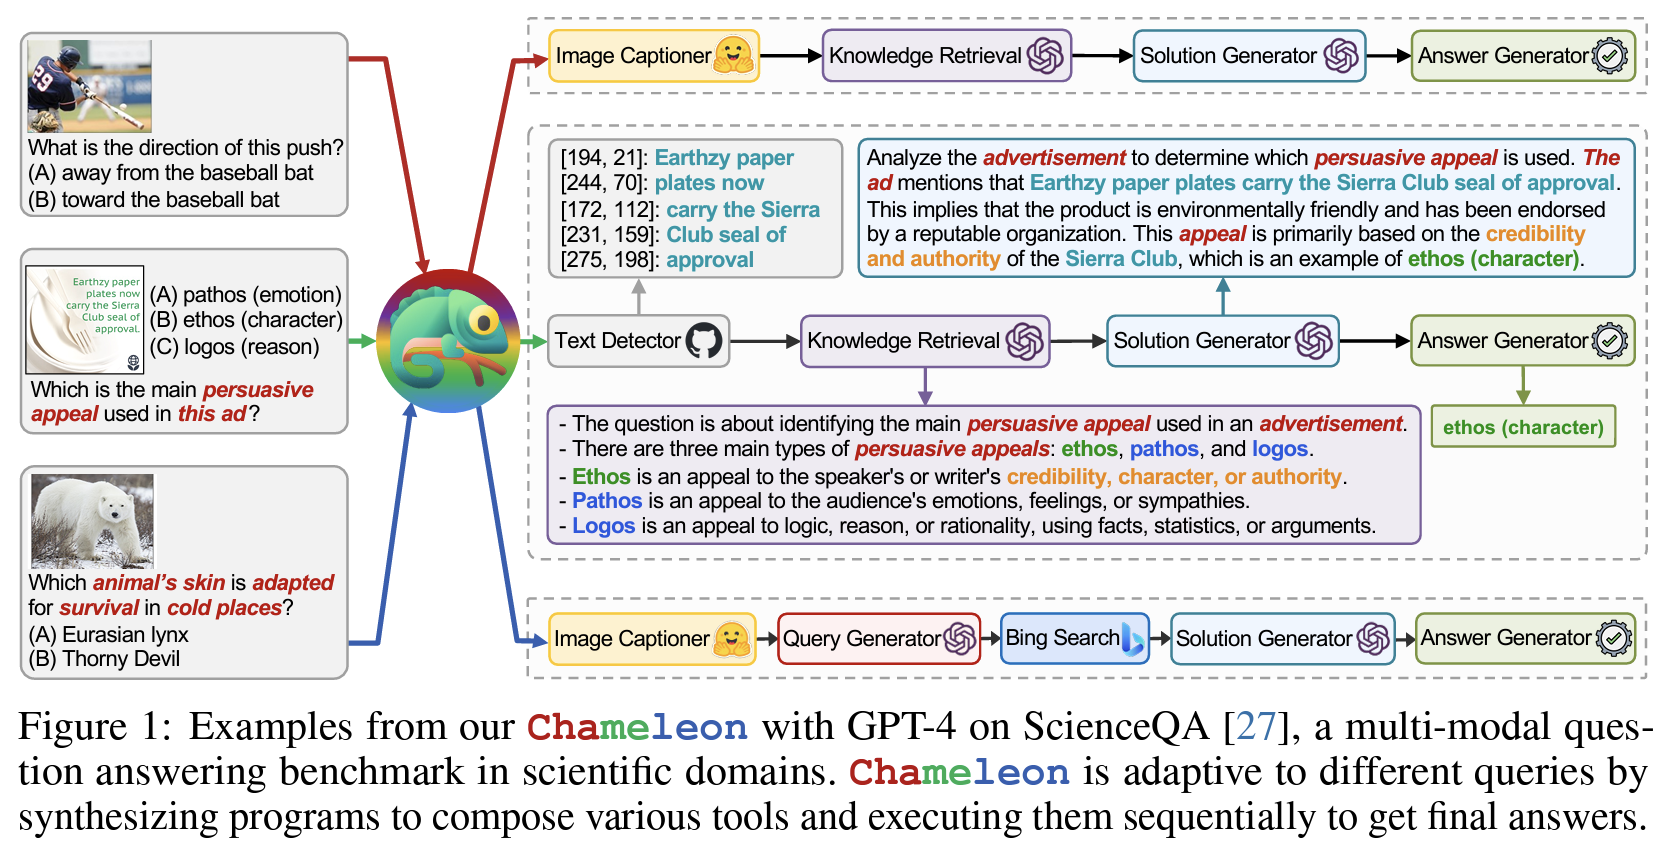 29
What is the direction of this push?
(A) away from the baseball bat
(B) toward the baseball bat
Earthzy paper
plates now
carry the Sierra
Club seal of
approval.
(A) pathos (emotion)
(B) ethos (character)
(C) logos (reason)
Which is the main persuasive
appeal used in this ad?
Which animal's skin is adapted
for survival in cold places?
(A) Eurasian lynx
(B) Thorny Devil
Image Captioner
Knowledge Retrieval
Solution Generator
Answer Generator
[194, 21]: Earthzy paper
[244, 70]: plates now
[172, 112]: carry the Sierra
[231, 159]: Club seal of
[275, 198]: approval
Analyze the advertisement to determine which persuasive appeal is used. The
ad mentions that Earthzy paper plates carry the Sierra Club seal of approval.
This implies that the product is environmentally friendly and has been endorsed
by a reputable organization. This appeal is primarily based on the credibility
and authority of the Sierra Club, which is an example of ethos (character).
Text Detector
Knowledge Retrieval
Solution Generator
Answer Generator
- The question is about identifying the main persuasive appeal used in an advertisement.
- There are three main types of persuasive appeals: ethos, pathos, and logos.
- Ethos is an appeal to the speaker's or writer's credibility, character, or authority.
- Pathos is an appeal to the audience's emotions, feelings, or sympathies.
- Logos is an appeal to logic, reason, or rationality, using facts, statistics, or arguments.
ethos (character)
Image Captioner
Query Generator
Bing Search
Solution Generator
Answer Generator
Figure 1: Examples from our Chameleon with GPT-4 on ScienceQA [27], a multi-modal ques-
tion answering benchmark in scientific domains. Chameleon is adaptive to different queries by
synthesizing programs to compose various tools and executing them sequentially to get final answers.